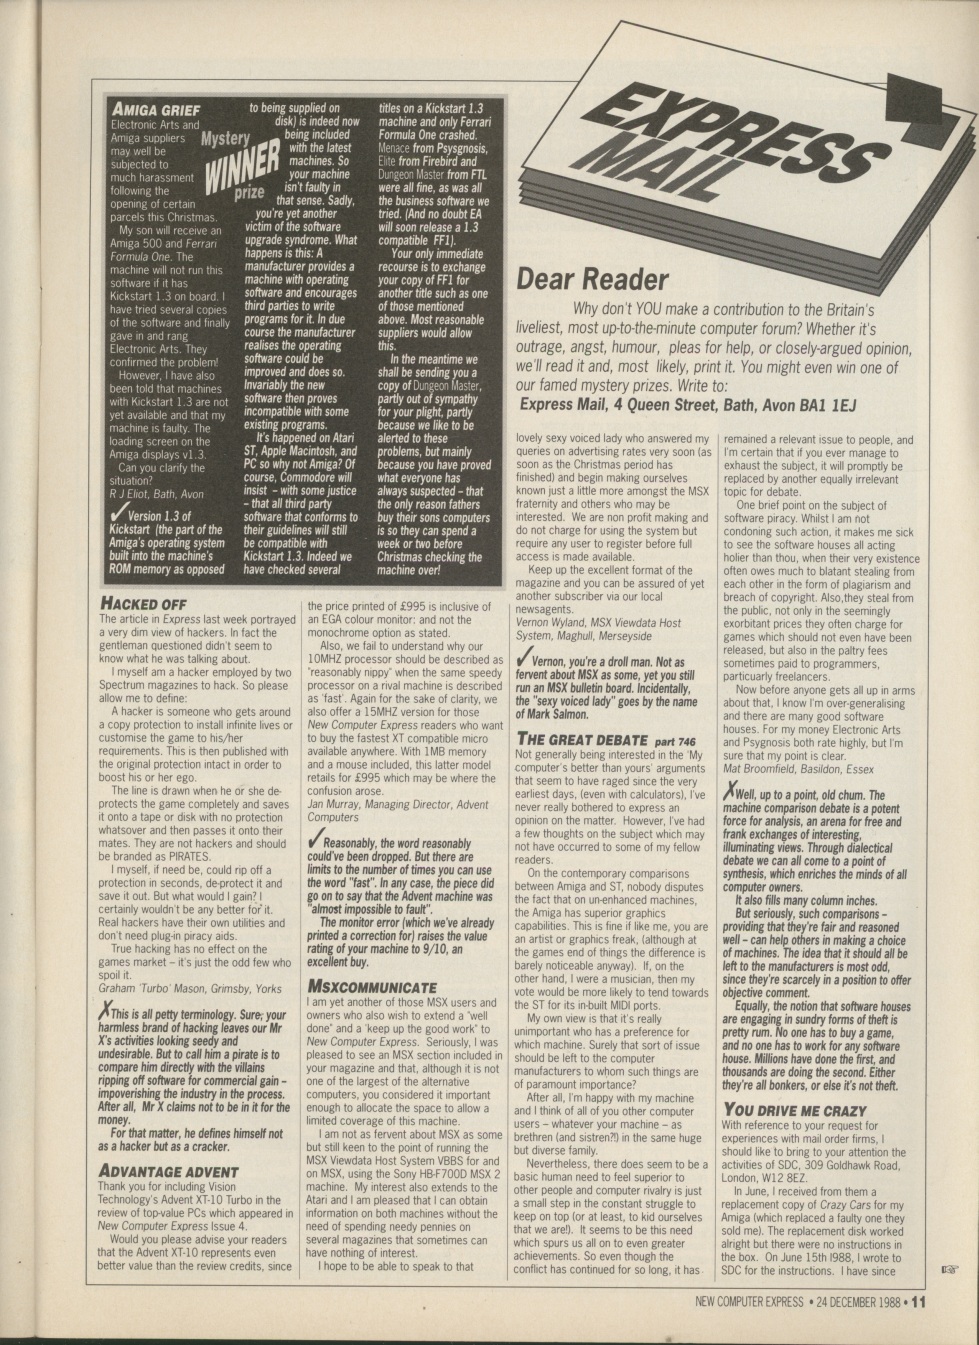 EXPRESS
MAIL
AMIGA GRIEF
Electronic Arts and
Amiga suppliers
may well be
subjected to
much harassment
following the
opening of certain
parcels this Christmas.
My son will receive an
Amiga 500 and Ferrari
Formula One. The
machine will not run this
software if it has
Kickstart 1.3 on board. I
have tried several copies
of the software and finally
gave in and rang
Electronic Arts. They
confirmed the problem!
However, I have also
been told that machines
with Kickstart 1.3 are not
yet available and that my
machine is faulty. The
loading screen on the
Amiga displays v1.3.
Can you clarify the
situation?
R J Eliot, Bath, Avon
✓ Version 1.3 of
Kickstart (the part of the
Amiga's operating system
built into the machine's
ROM memory as opposed
Mystery
WINNER
prize
to being supplied on
disk) is indeed now
being included
with the latest
machines. So
your machine
isn't faulty in
that sense. Sadly,
you're yet another
victim of the software
upgrade syndrome. What
happens is this: A
manufacturer provides a
machine with operating
software and encourages
third parties to write
programs for it. In due
course the manufacturer
realises the operating
software could be
improved and does so.
Invariably the new
software then proves
incompatible with some
existing programs.
It's happened on Atari
ST, Apple Macintosh, and
PC so why not Amiga? Of
course, Commodore will
insist – with some justice
– that all third party
software that conforms to
their guidelines will still
be compatible with
Kickstart 1.3. Indeed we
have checked several
titles on a Kickstart 1.3
machine and only Ferrari
Formula One crashed.
Menace from Psysgnosis,
Elite from Firebird and
Dungeon Master from FTL
were all fine, as was all
the business software we
tried. (And no doubt EA
will soon release a 1.3
compatible FF1).
Your only immediate
recourse is to exchange
your copy of FF1 for
another title such as one
of those mentioned
above. Most reasonable
suppliers would allow
this.
In the meantime we
shall be sending you a
copy of Dungeon Master,
partly out of sympathy
for your plight, partly
because we like to be
alerted to these
problems, but mainly
because you have proved
what everyone has
always suspected – that
the only reason fathers
buy their sons computers
is so they can spend a
week or two before
Christmas checking the
machine over!
Dear Reader
Why don't YOU make a contribution to the Britain's
liveliest, most up-to-the-minute computer forum? Whether it's
outrage, angst, humour, pleas for help, or closely-argued opinion,
we'll read it and, most likely, print it. You might even win one of
our famed mystery prizes. Write to:
Express Mail, 4 Queen Street, Bath, Avon BA1 1EJ
HACKED OFF
The article in Express last week portrayed
a very dim view of hackers. In fact the
gentleman questioned didn't seem to
know what he was talking about.
I myself am a hacker employed by two
Spectrum magazines to hack. So please
allow me to define:
A hacker is someone who gets around
a copy protection to install infinite lives or
customise the game to his/her
requirements. This is then published with
the original protection intact in order to
boost his or her ego.
The line is drawn when he or she de-
protects the game completely and saves
it onto a tape or disk with no protection
whatsover and then passes it onto their
mates. They are not hackers and should
be branded as PIRATES.
I myself, if need be, could rip off a
protection in seconds, de-protect it and
save it out. But what would I gain? I
certainly wouldn't be any better for it.
Real hackers have their own utilities and
don't need plug-in piracy aids.
True hacking has no effect on the
games market – it's just the odd few who
spoil it.
Graham 'Turbo' Mason, Grimsby, Yorks
✗ This is all petty terminology. Sure, your
harmless brand of hacking leaves our Mr
X's activities looking seedy and
undesirable. But to call him a pirate is to
compare him directly with the villains
ripping off software for commercial gain –
impoverishing the industry in the process.
After all, Mr X claims not to be in it for the
money.
For that matter, he defines himself not
as a hacker but as a cracker.
ADVANTAGE ADVENT
Thank you for including Vision
Technology's Advent XT-10 Turbo in the
review of top-value PCs which appeared in
New Computer Express Issue 4.
Would you please advise your readers
that the Advent XT-10 represents even
better value than the review credits, since
the price printed of £995 is inclusive of
an EGA colour monitor: and not the
monochrome option as stated.
Also, we fail to understand why our
10MHZ processor should be described as
"reasonably nippy" when the same speedy
processor on a rival machine is described
as 'fast'. Again for the sake of clarity, we
also offer a 15MHZ version for those
New Computer Express readers who want
to buy the fastest XT compatible micro
available anywhere. With 1MB memory
and a mouse included, this latter model
retails for £995 which may be where the
confusion arose.
Jan Murray, Managing Director, Advent
Computers
✓ Reasonably, the word reasonably
could've been dropped. But there are
limits to the number of times you can use
the word "fast". In any case, the piece did
go on to say that the Advent machine was
"almost impossible to fault".
The monitor error (which we've already
printed a correction for) raises the value
rating of your machine to 9/10, an
excellent buy.
MSXCOMMUNICATE
I am yet another of those MSX users and
owners who also wish to extend a "well
done" and a 'keep up the good work' to
New Computer Express. Seriously, I was
pleased to see an MSX section included in
your magazine and that, although it is not
one of the largest of the alternative
computers, you considered it important
enough to allocate the space to allow a
limited coverage of this machine.
I am not as fervent about MSX as some
but still keen to the point of running the
MSX Viewdata Host System VBBS for and
on MSX, using the Sony HB-F700D MSX 2
machine. My interest also extends to the
Atari and I am pleased that I can obtain
information on both machines without the
need of spending needy pennies on
several magazines that sometimes can
have nothing of interest.
I hope to be able to speak to that
lovely sexy voiced lady who answered my
queries on advertising rates very soon (as
soon as the Christmas period has
finished) and begin making ourselves
known just a little more amongst the MSX
fraternity and others who may be
interested. We are non profit making and
do not charge for using the system but
require any user to register before full
access is made available.
Keep up the excellent format of the
magazine and you can be assured of yet
another subscriber via our local
newsagents.
Vernon Wyland, MSX Viewdata Host
System, Maghull, Merseyside
✓ Vernon, you're a droll man. Not as
fervent about MSX as some, yet you still
run an MSX bulletin board. Incidentally,
the "sexy voiced lady" goes by the name
of Mark Salmon.
THE GREAT DEBATE part 746
Not generally being interested in the 'My
computer's better than yours' arguments
that seem to have raged since the very
earliest days, (even with calculators), I've
never really bothered to express an
opinion on the matter. However, I've had
a few thoughts on the subject which may
not have occurred to some of my fellow
readers.
On the contemporary comparisons
between Amiga and ST, nobody disputes
the fact that on un-enhanced machines,
the Amiga has superior graphics
capabilities. This is fine if like me, you are
an artist or graphics freak, (although at
the games end of things the difference is
barely noticeable anyway). If, on the
other hand, I were a musician, then my
vote would be more likely to tend towards
the ST for its in-built MIDI ports.
My own view is that it's really
unimportant who has a preference for
which machine. Surely that sort of issue
should be left to the computer
manufacturers to whom such things are
of paramount importance?
After all, I'm happy with my machine
and I think of all of you other computer
users – whatever your machine – as
brethren (and sistren?!) in the same huge
but diverse family.
Nevertheless, there does seem to be a
basic human need to feel superior to
other people and computer rivalry is just
a small step in the constant struggle to
keep on top (or at least, to kid ourselves
that we are!). It seems to be this need
which spurs us all on to even greater
achievements. So even though the
conflict has continued for so long, it has
remained a relevant issue to people, and
I'm certain that if you ever manage to
exhaust the subject, it will promptly be
replaced by another equally irrelevant
topic for debate.
One brief point on the subject of
software piracy. Whilst I am not
condoning such action, it makes me sick
to see the software houses all acting
holier than thou, when their very existence
often owes much to blatant stealing from
each other in the form of plagiarism and
breach of copyright. Also,they steal from
the public, not only in the seemingly
exorbitant prices they often charge for
games which should not even have been
released, but also in the paltry fees
sometimes paid to programmers,
particuarly freelancers.
Now before anyone gets all up in arms
about that, I know I'm over-generalising
and there are many good software
houses. For my money Electronic Arts
and Psygnosis both rate highly, but I'm
sure that my point is clear.
Mat Broomfield, Basildon, Essex
✗ Well, up to a point, old chum. The
machine comparison debate is a potent
force for analysis, an arena for free and
frank exchanges of interesting,
illuminating views. Through dialectical
debate we can all come to a point of
synthesis, which enriches the minds of all
computer owners.
It also fills many column inches.
But seriously, such comparisons –
providing that they're fair and reasoned
well – can help others in making a choice
of machines. The idea that it should all be
left to the manufacturers is most odd,
since they're scarcely in a position to offer
objective comment.
Equally, the notion that software houses
are engaging in sundry forms of theft is
pretty rum. No one has to buy a game,
and no one has to work for any software
house. Millions have done the first, and
thousands are doing the second. Either
they're all bonkers, or else it's not theft.
YOU DRIVE ME CRAZY
With reference to your request for
experiences with mail order firms, I
should like to bring to your attention the
activities of SDC, 309 Goldhawk Road,
London, W12 8EZ.
In June, I received from them a
replacement copy of Crazy Cars for my
Amiga (which replaced a faulty one they
sold me). The replacement disk worked
alright but there were no instructions in
the box. On June 15th 1988, I wrote to
SDC for the instructions. I have since
☞
NEW COMPUTER EXPRESS • 24 DECEMBER 1988 • 11